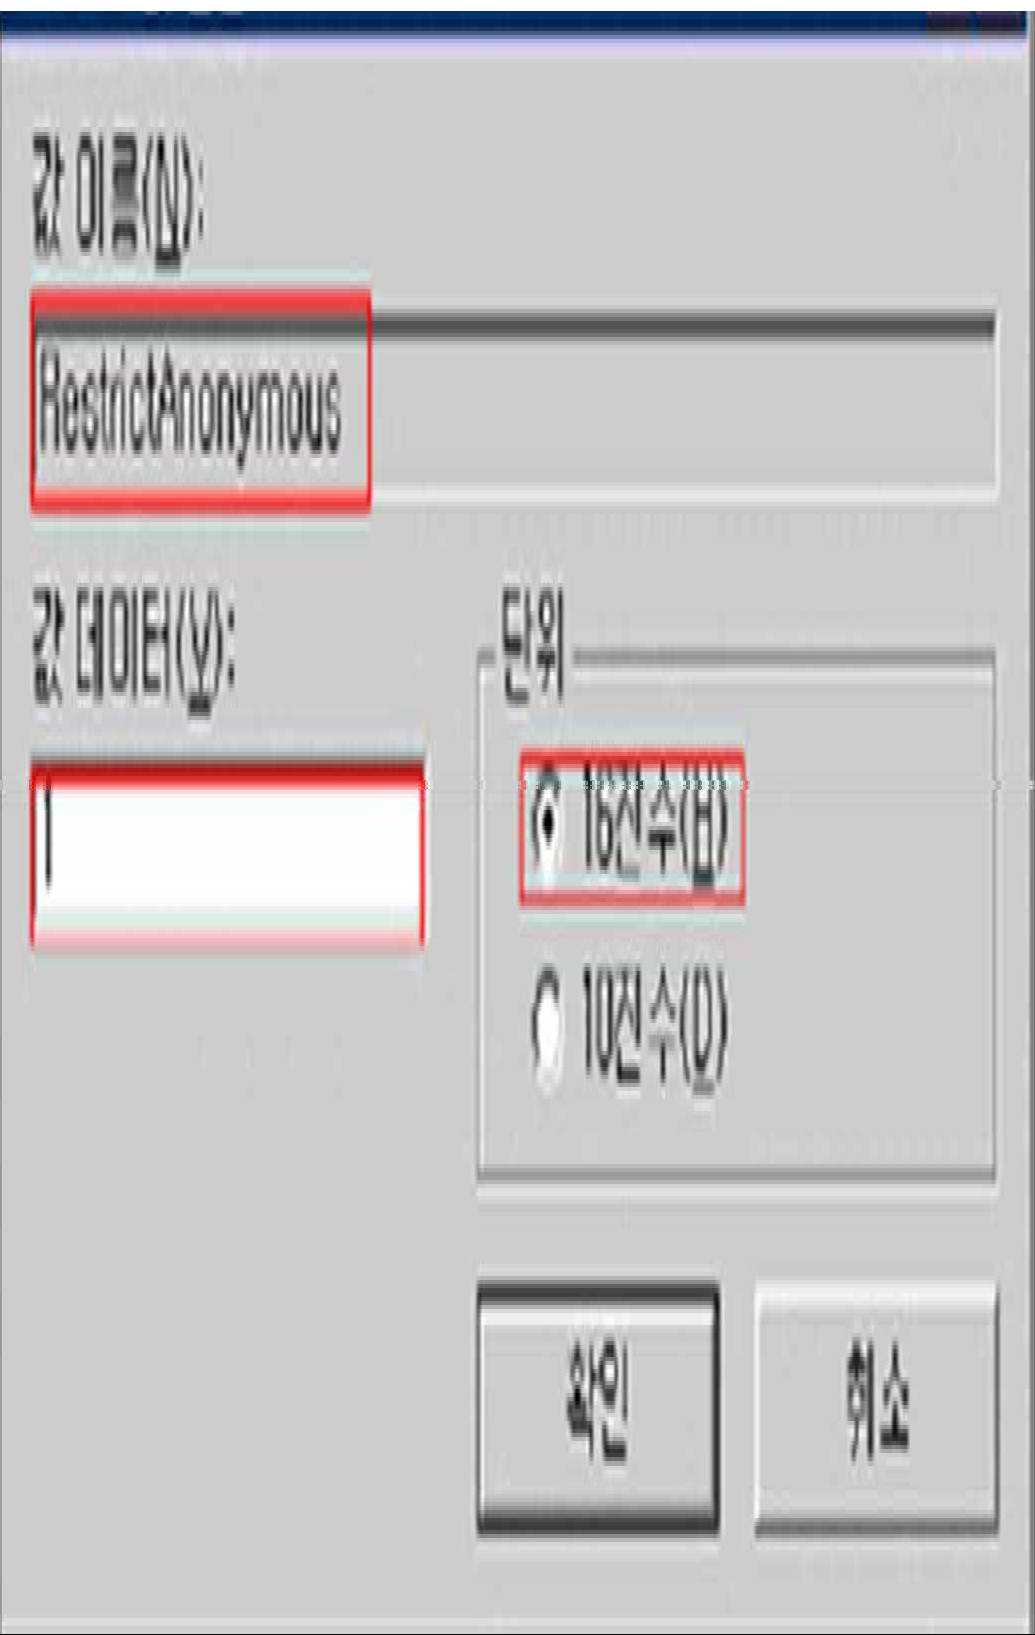 값 이름(N):
RestrictAnonymous
값 데이터(V):
단위
1
16진수(H)
10진수(D)
확인
취소